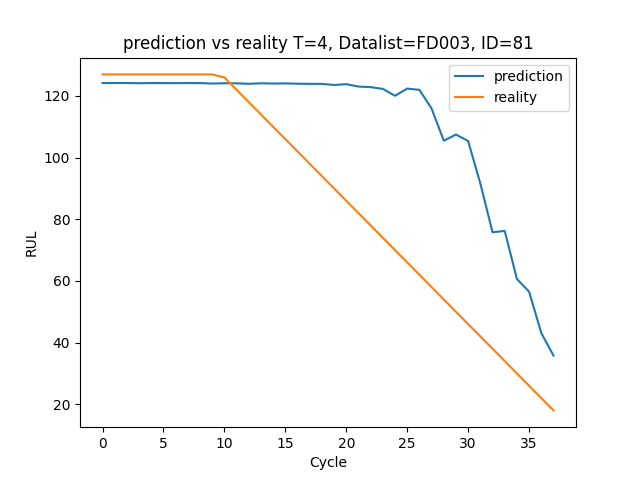 prediction vs reality T=4, Datalist=FD003, ID=81
prediction
reality
RUL
120
100
80
60
40
20
0 5 10 15 20 25 30 35
Cycle